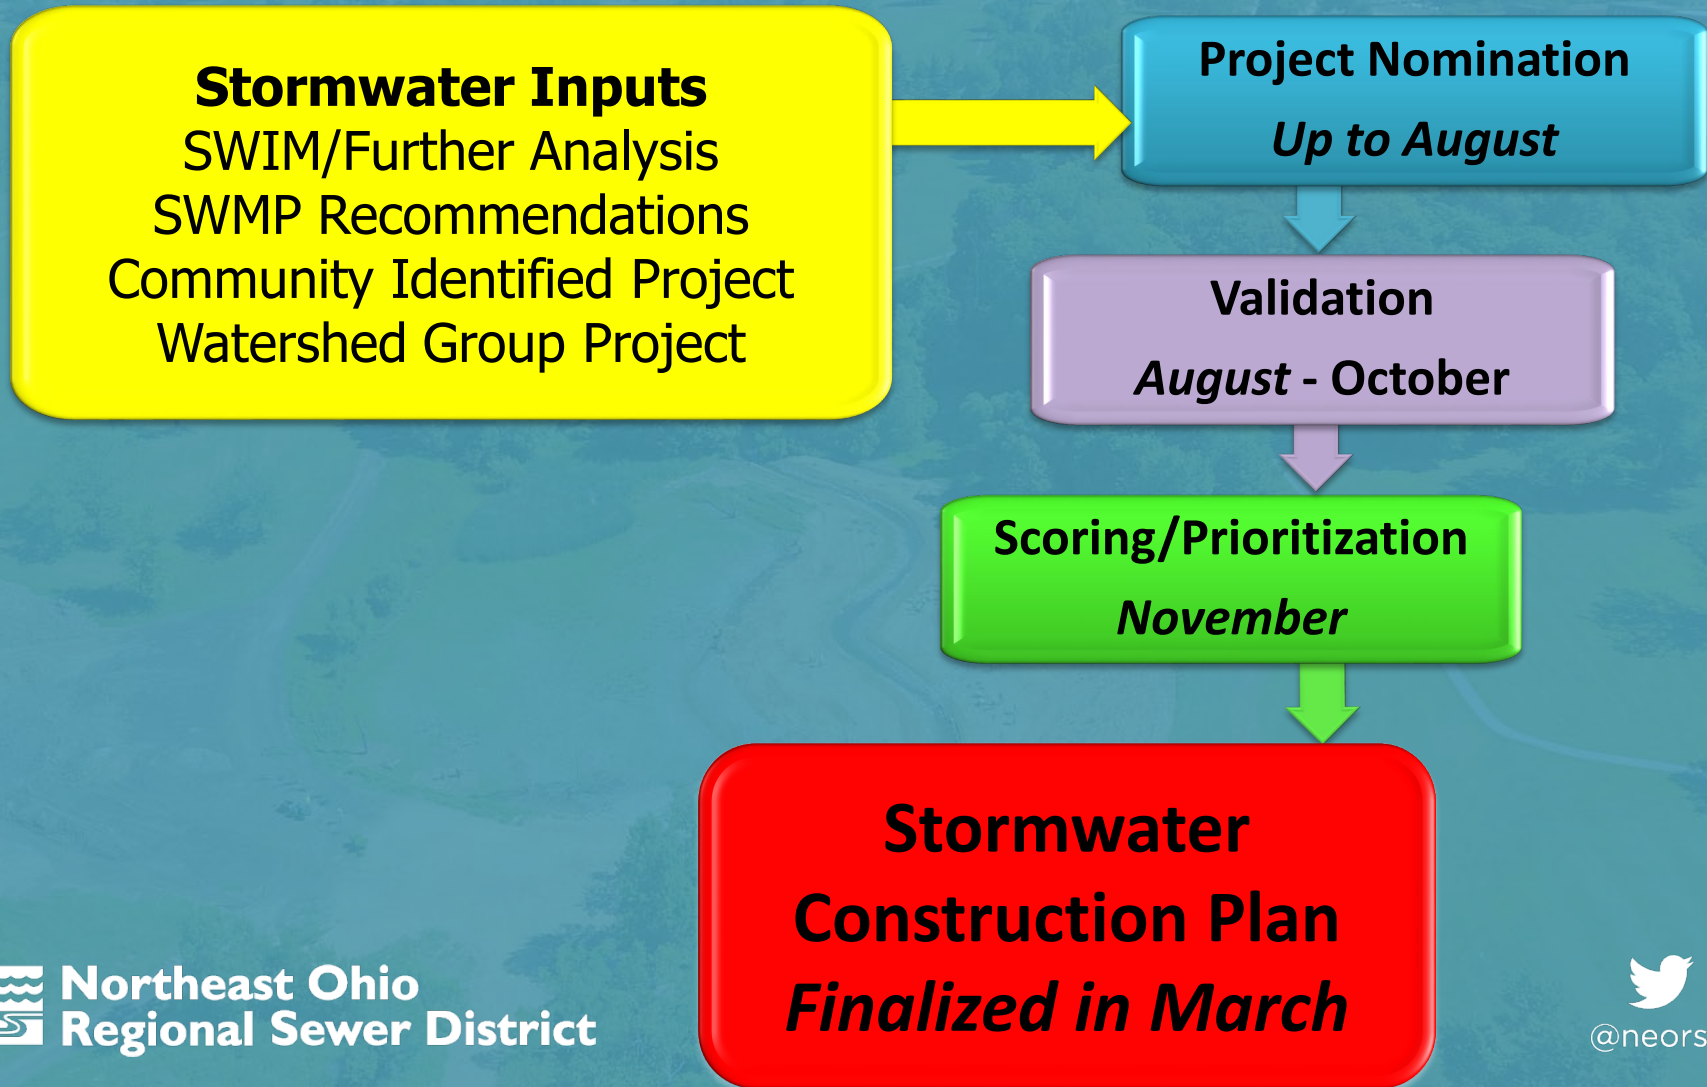 Stormwater Inputs
SWIM/Further Analysis
SWMP Recommendations
Community Identified Project
Watershed Group Project
Project Nomination
Up to August
Validation
August - October
Scoring/Prioritization
November
Stormwater
Construction Plan
Finalized in March
Northeast Ohio
Regional Sewer District
@neors